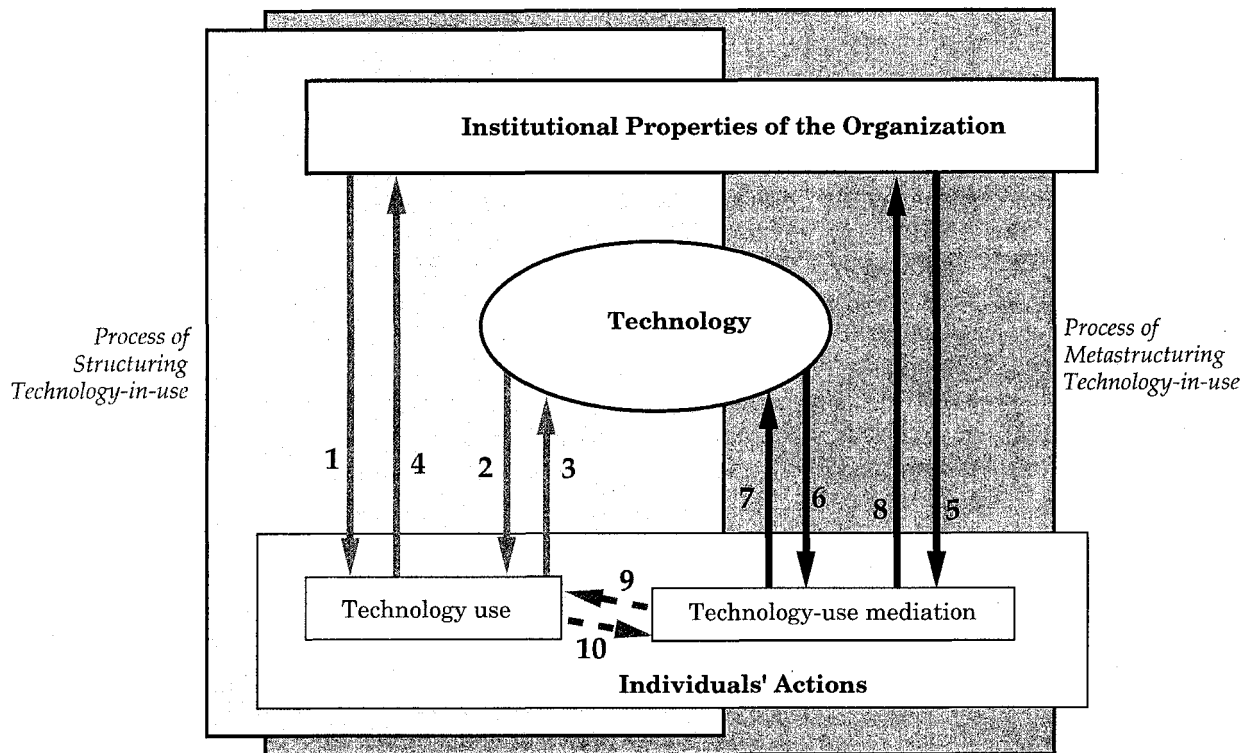 Institutional Properties of the Organization
Technology
Process of
Structuring
Technology-in-use
Process of
Metastructuring
Technology-in-use
1
4
2
3
7
6
8
5
9
Technology use
Technology-use mediation
10
Individuals' Actions